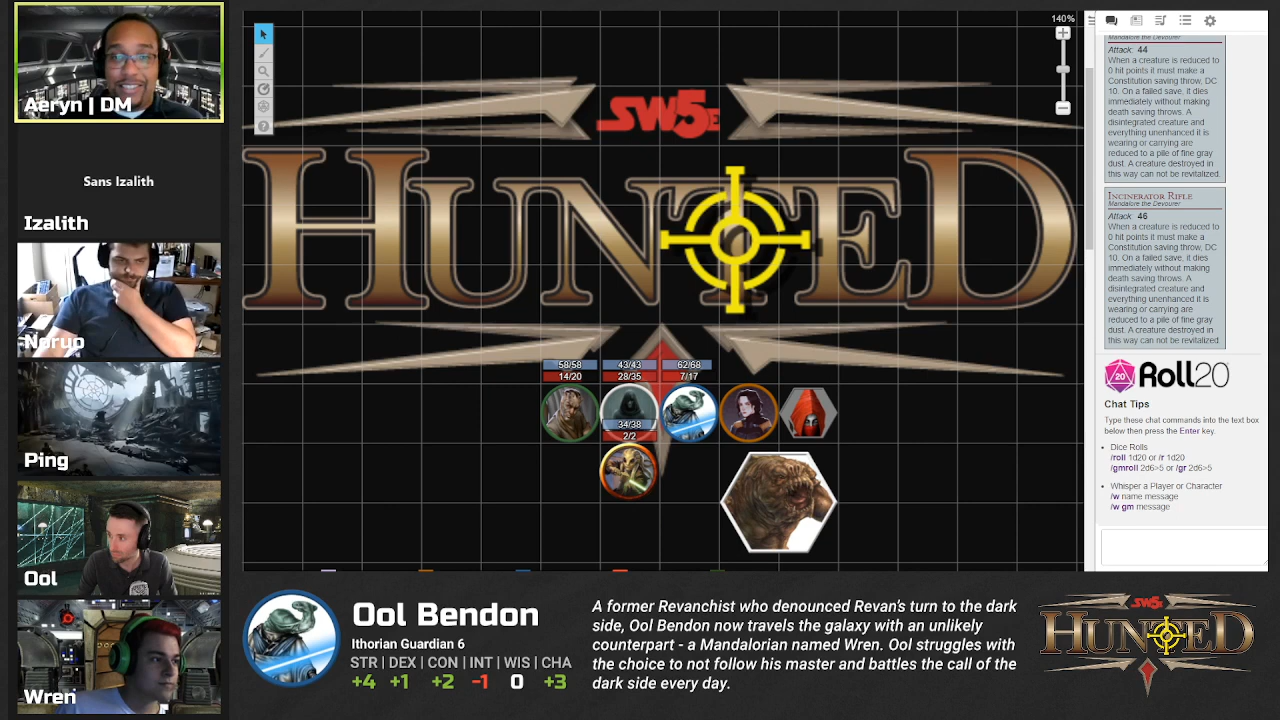 Aeryn | DM
Sans Izalith
Izalith
Noruo
Ping
Ool
Wren
SW5E
HUNTED
140%
58/58
14/20
43/43
28/35
62/68
7/17
34/38
2/2
Mandalore the Devourer
Attack: 44
When a creature is reduced to
0 hit points it must make a
Constitution saving throw, DC
10. On a failed save, it dies
immediately without making
death saving throws. A
disintegrated creature and
everything unenhanced it is
wearing or carrying are
reduced to a pile of fine gray
dust. A creature destroyed in
this way can not be revitalized.
INCINERATOR RIFLE
Mandalore the Devourer
Attack: 46
When a creature is reduced to
0 hit points it must make a
Constitution saving throw, DC
10. On a failed save, it dies
immediately without making
death saving throws. A
disintegrated creature and
everything unenhanced it is
wearing or carrying are
reduced to a pile of fine gray
dust. A creature destroyed in
this way can not be revitalized.
20 Roll20
Chat Tips
Type these chat commands into the text box
below then press the Enter key.
• Dice Rolls
/roll 1d20 or /r 1d20
/gmroll 2d6>5 or /gr 2d6>5
• Whisper a Player or Character
/w name message
/w gm message
Ool Bendon
Ithorian Guardian 6
STR | DEX | CON | INT | WIS | CHA
+4 +1 +2 -1 0 +3
A former Revanchist who denounced Revan's turn to the dark
side, Ool Bendon now travels the galaxy with an unlikely
counterpart - a Mandalorian named Wren. Ool struggles with
the choice to not follow his master and battles the call of the
dark side every day.
SW5E
HUNTED